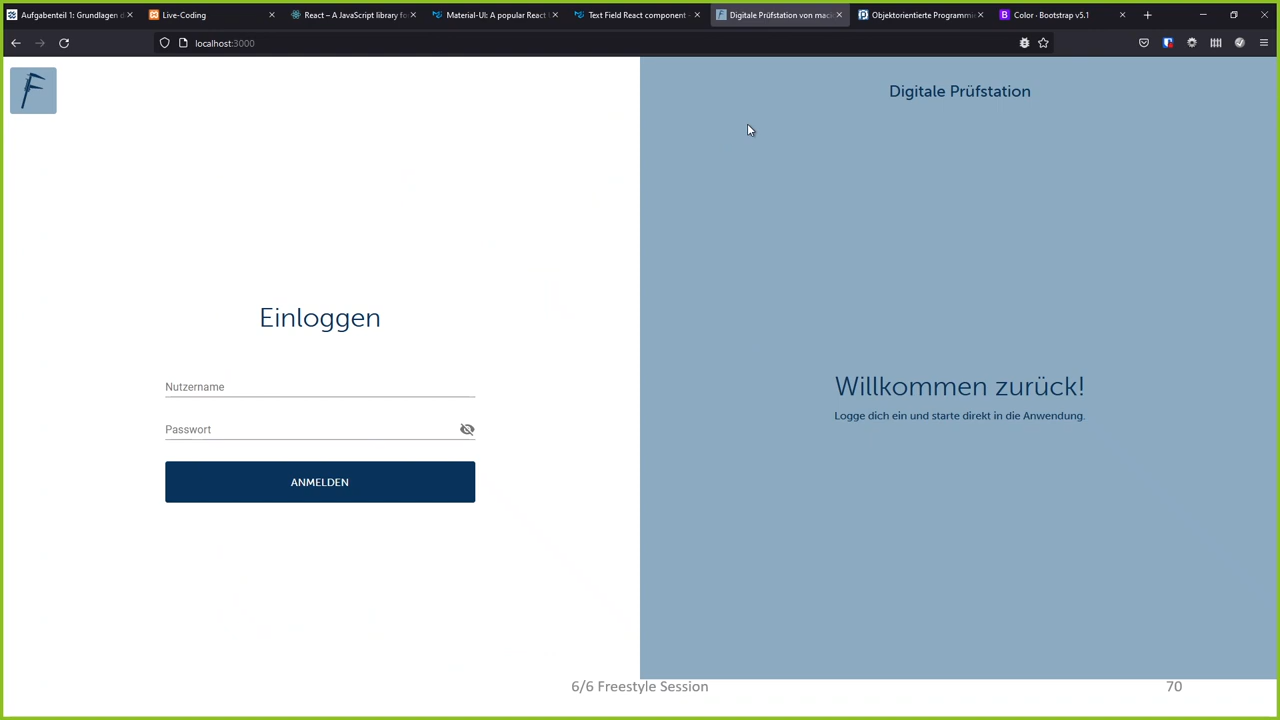 Aufgabenteil 1: Grundlagen d
Live-Coding
React – A JavaScript library fo
Material-UI: A popular React
Text Field React component -
Digitale Prüfstation von mac
Objektorientierte Programmie
Color · Bootstrap v5.1
localhost:3000
F
Digitale Prüfstation
Einloggen
Nutzername
Passwort
ANMELDEN
Willkommen zurück!
Logge dich ein und starte direkt in die Anwendung.
6/6 Freestyle Session
70